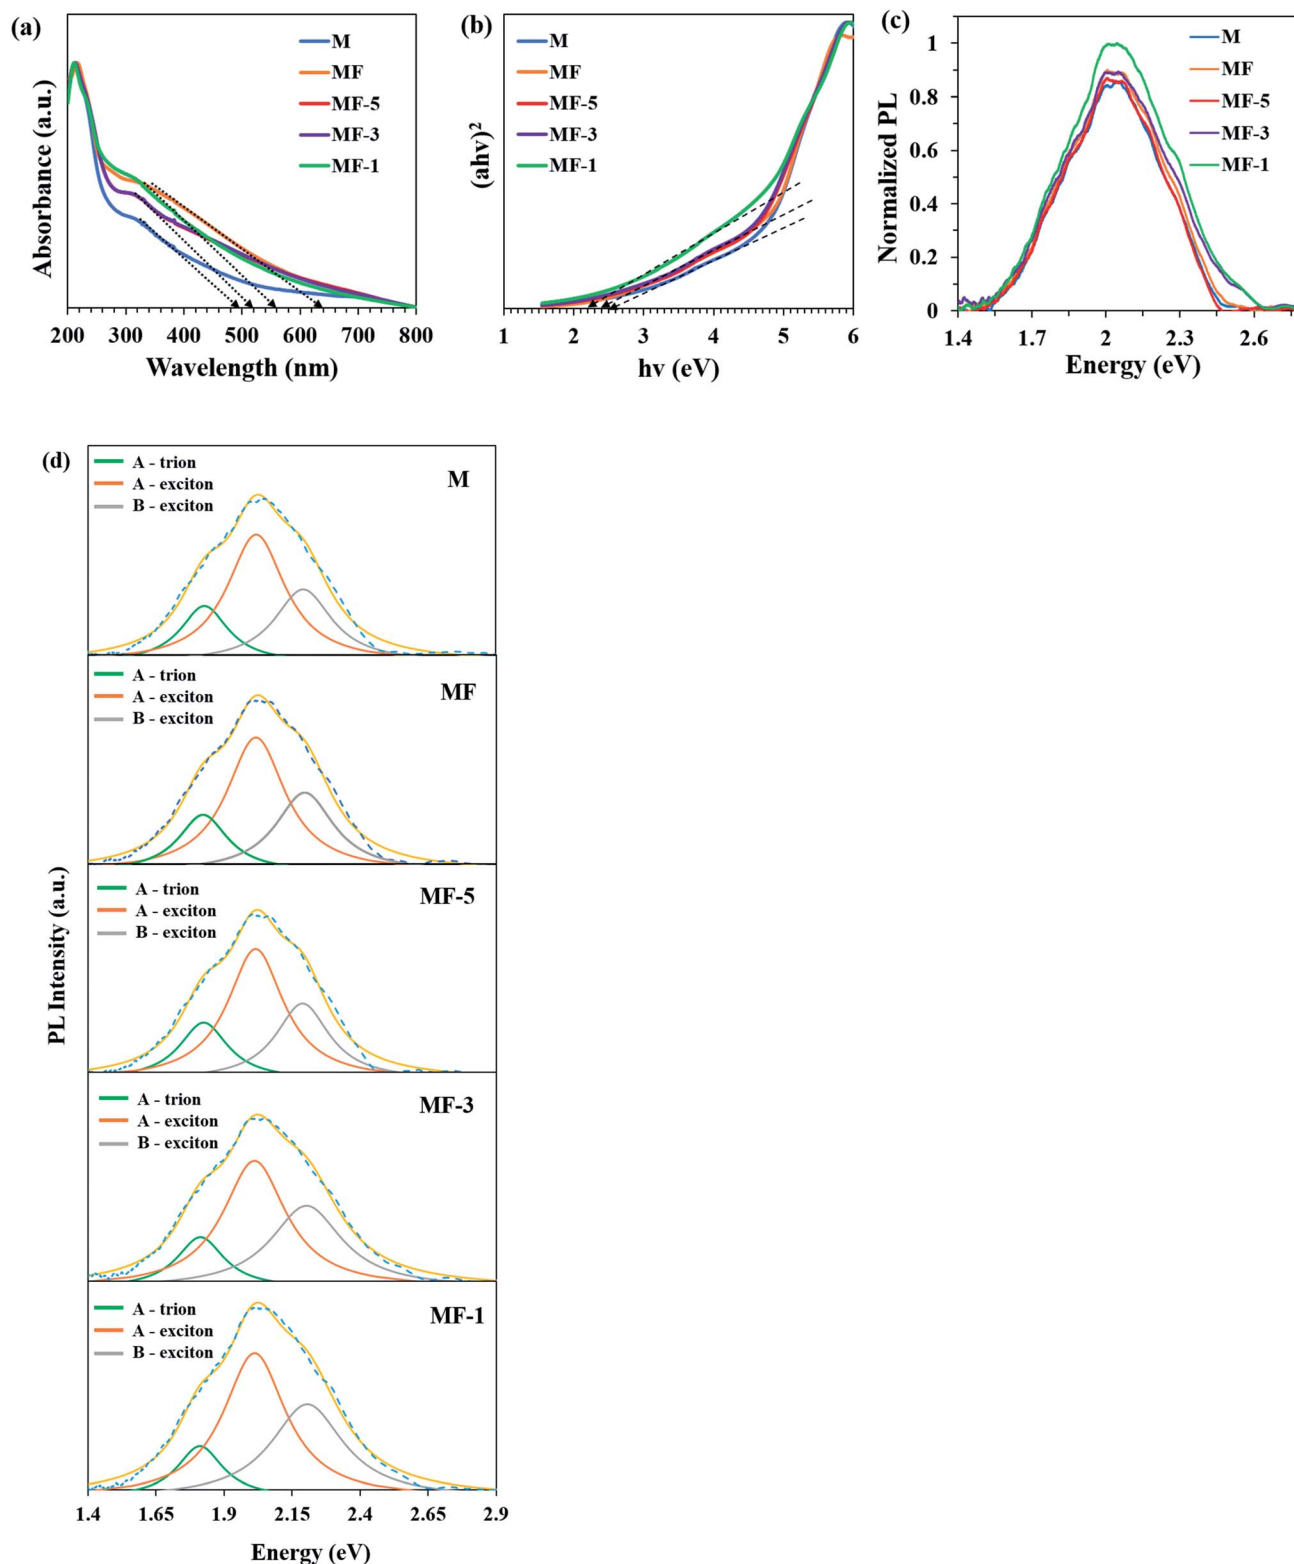 (a)
M
MF
MF-5
MF-3
MF-1
Absorbance (a.u.)
200 300 400 500 600 700 800
Wavelength (nm)
(b)
M
MF
MF-5
MF-3
MF-1
(ahv)²
1 2 3 4 5 6
hv (eV)
(c)
M
MF
MF-5
MF-3
MF-1
Normalized PL
1
0.8
0.6
0.4
0.2
0
1.4 1.7 2 2.3 2.6
Energy (eV)
(d)
A - trion
A - exciton
B - exciton
M
A - trion
A - exciton
B - exciton
MF
A - trion
A - exciton
B - exciton
MF-5
A - trion
A - exciton
B - exciton
MF-3
A - trion
A - exciton
B - exciton
MF-1
PL Intensity (a.u.)
1.4 1.65 1.9 2.15 2.4 2.65 2.9
Energy (eV)